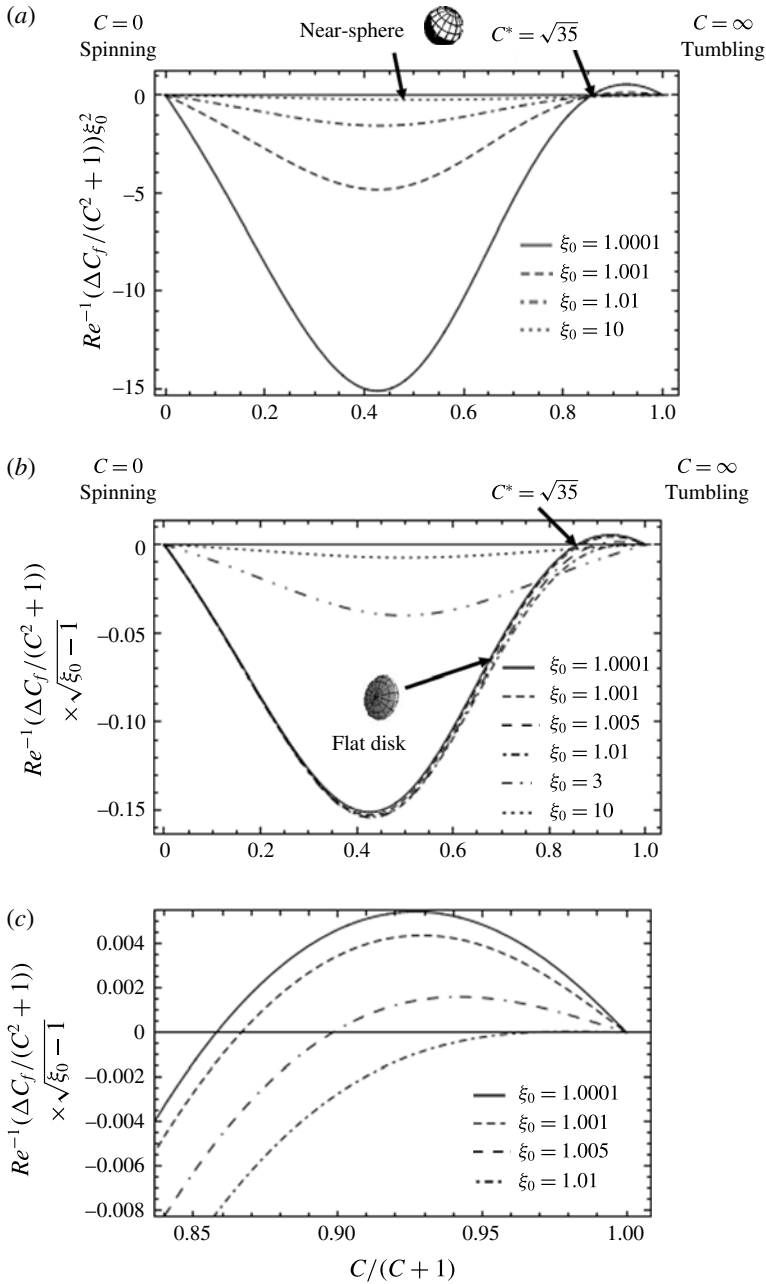 (a)
C = 0
Spinning
Near-sphere
C* = √35
C = ∞
Tumbling
Re⁻¹(ΔC_f/(C² + 1))ξ₀²
0
−5
−10
−15
ξ₀ = 1.0001
ξ₀ = 1.001
ξ₀ = 1.01
ξ₀ = 10
0 0.2 0.4 0.6 0.8 1.0
(b)
C = 0
Spinning
C* = √35
C = ∞
Tumbling
Re⁻¹(ΔC_f/(C² + 1))
×√ξ₀ − 1
0
−0.05
−0.10
−0.15
Flat disk
ξ₀ = 1.0001
ξ₀ = 1.001
ξ₀ = 1.005
ξ₀ = 1.01
ξ₀ = 3
ξ₀ = 10
0 0.2 0.4 0.6 0.8 1.0
(c)
Re⁻¹(ΔC_f/(C² + 1))
×√ξ₀ − 1
0.004
0.002
0
−0.002
−0.004
−0.006
−0.008
ξ₀ = 1.0001
ξ₀ = 1.001
ξ₀ = 1.005
ξ₀ = 1.01
0.85 0.90 0.95 1.00
C/(C + 1)